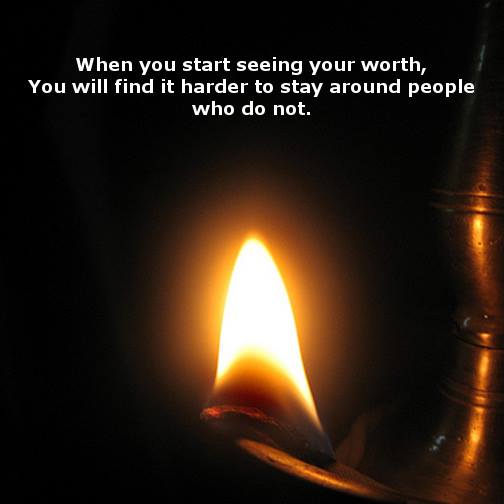 When you start seeing your worth,
You will find it harder to stay around people
who do not.